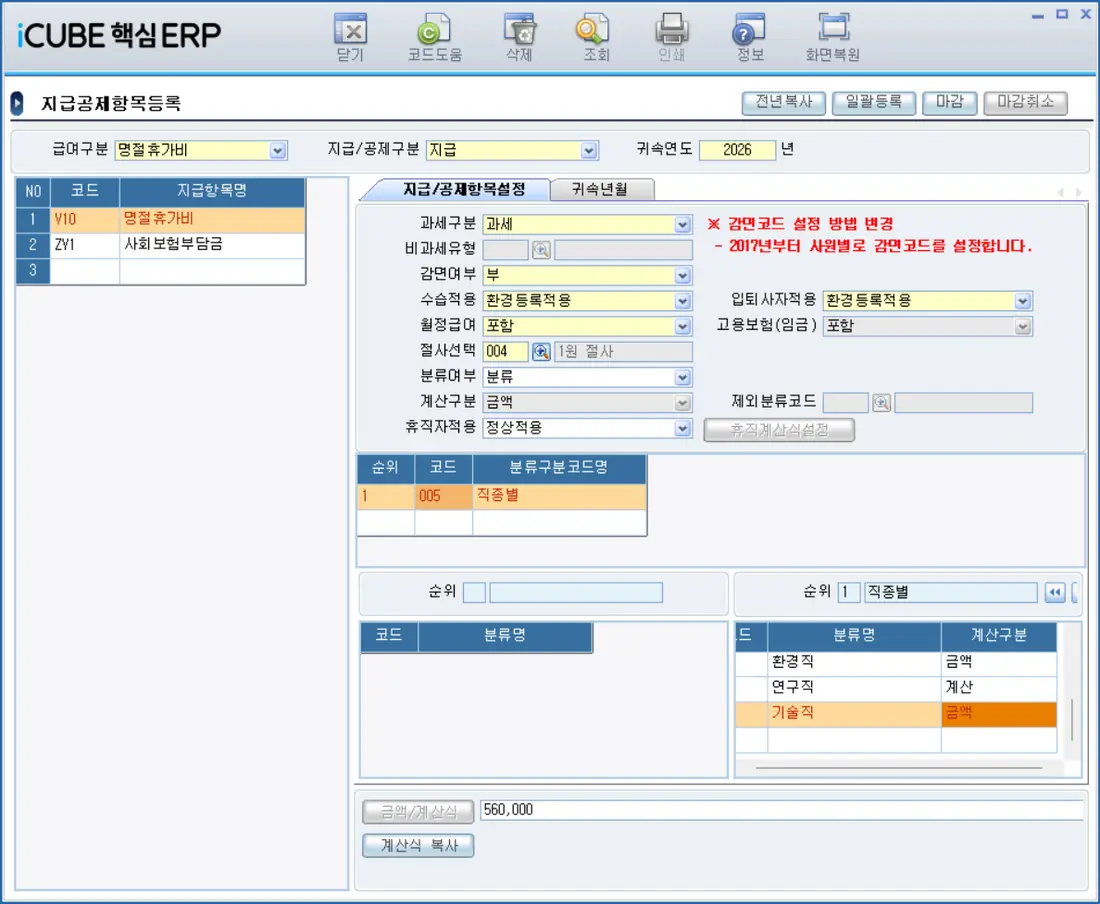 iCUBE 핵심ERP
닫기 코드도움 삭제 조회 인쇄 정보 화면복원
지급공제항목등록
전년복사 일괄등록 마감 마감취소
급여구분 명절휴가비 지급/공제구분 지급 귀속연도 2026 년
NO 코드 지급항목명
1 V10 명절휴가비
2 ZY1 사회보험부담금
3
지급/공제항목설정 귀속년월
과세구분 과세 ※ 감면코드 설정 방법 변경
비과세유형 - 2017년부터 사원별로 감면코드를 설정합니다.
감면여부 부
수습적용 환경등록적용 입퇴사자적용 환경등록적용
월정급여 포함 고용보험(임금) 포함
절사선택 004 1원 절사
분류여부 분류
계산구분 금액 제외분류코드
휴직자적용 정상적용 휴직계산식설정
순위 코드 분류구분코드명
1 005 직종별
순위 순위 1 직종별
코드 분류명
드 분류명 계산구분
환경직 금액
연구직 계산
기술직 금액
금액/계산식 560,000
계산식 복사